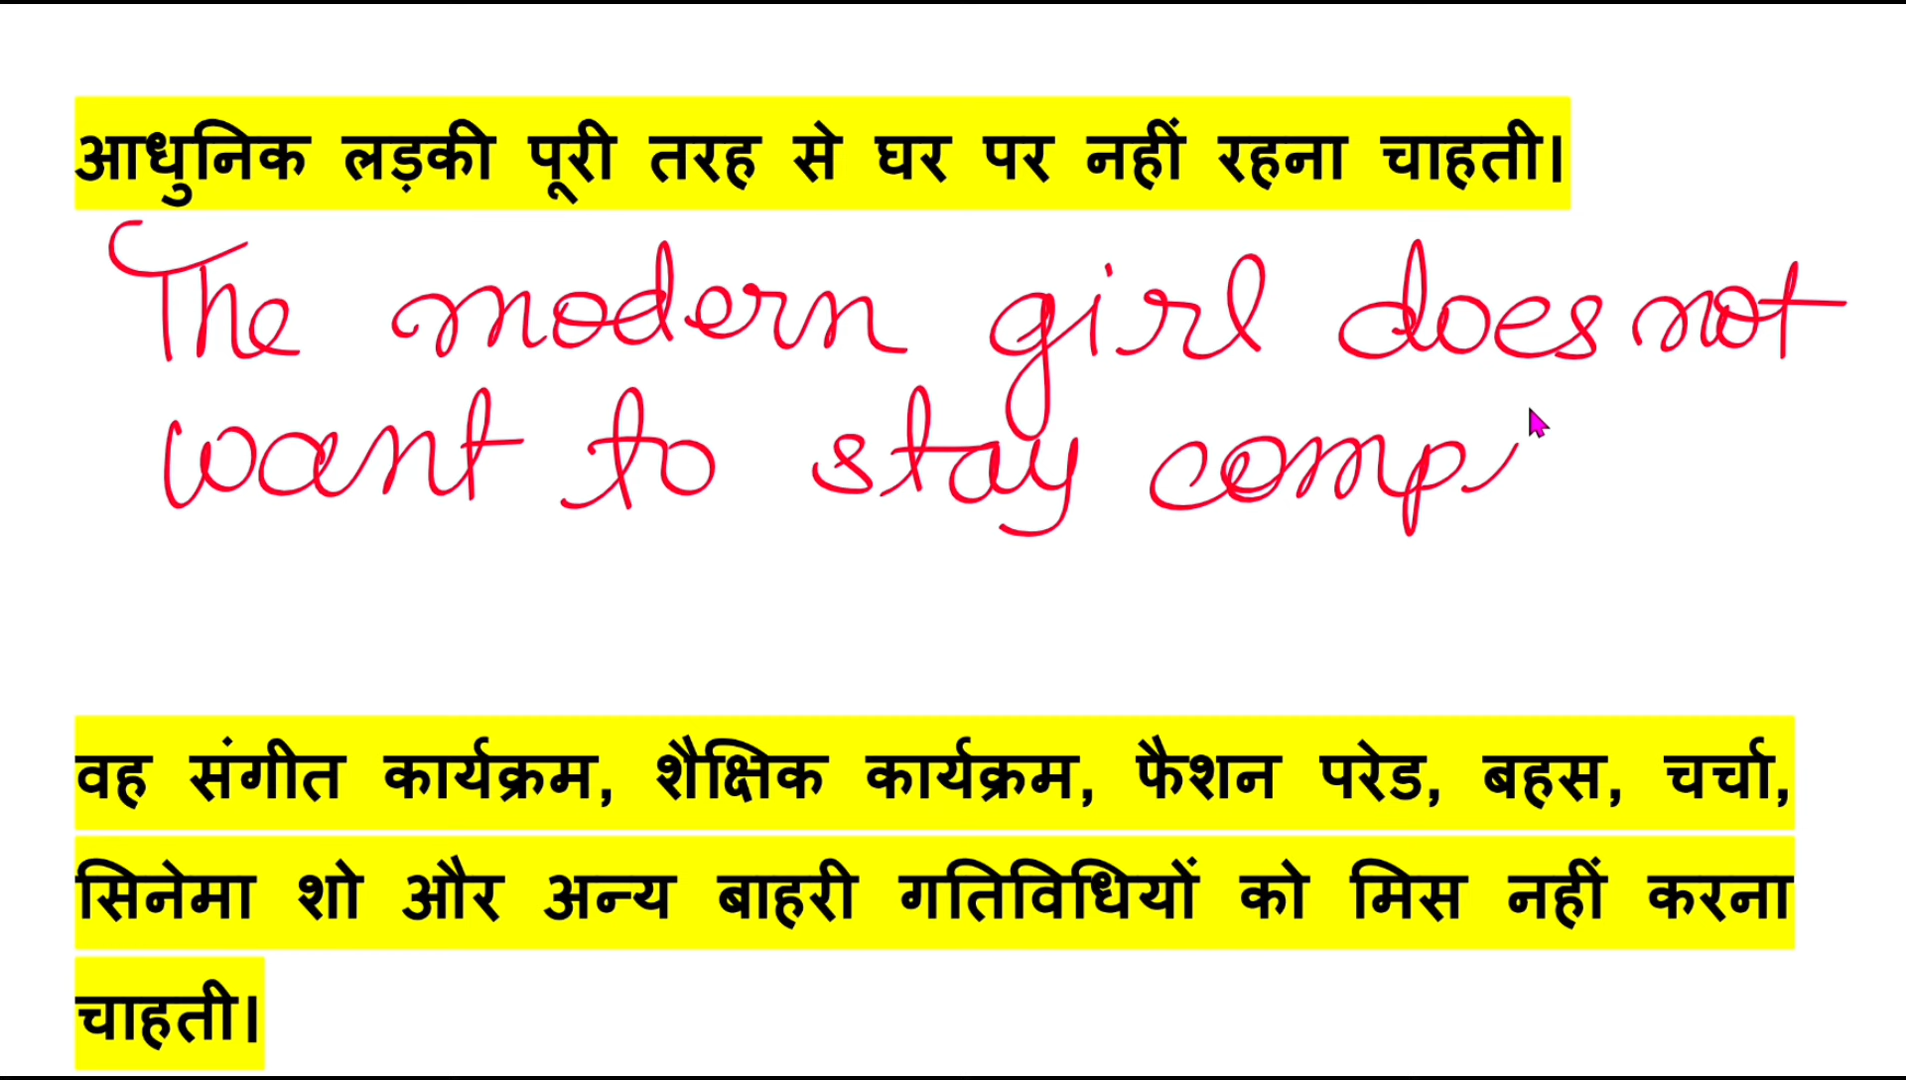 आधुनिक लड़की पूरी तरह से घर पर नहीं रहना चाहती।
The modern girl does not
want to stay comp
वह संगीत कार्यक्रम, शैक्षिक कार्यक्रम, फैशन परेड, बहस, चर्चा,
सिनेमा शो और अन्य बाहरी गतिविधियों को मिस नहीं करना
चाहती।